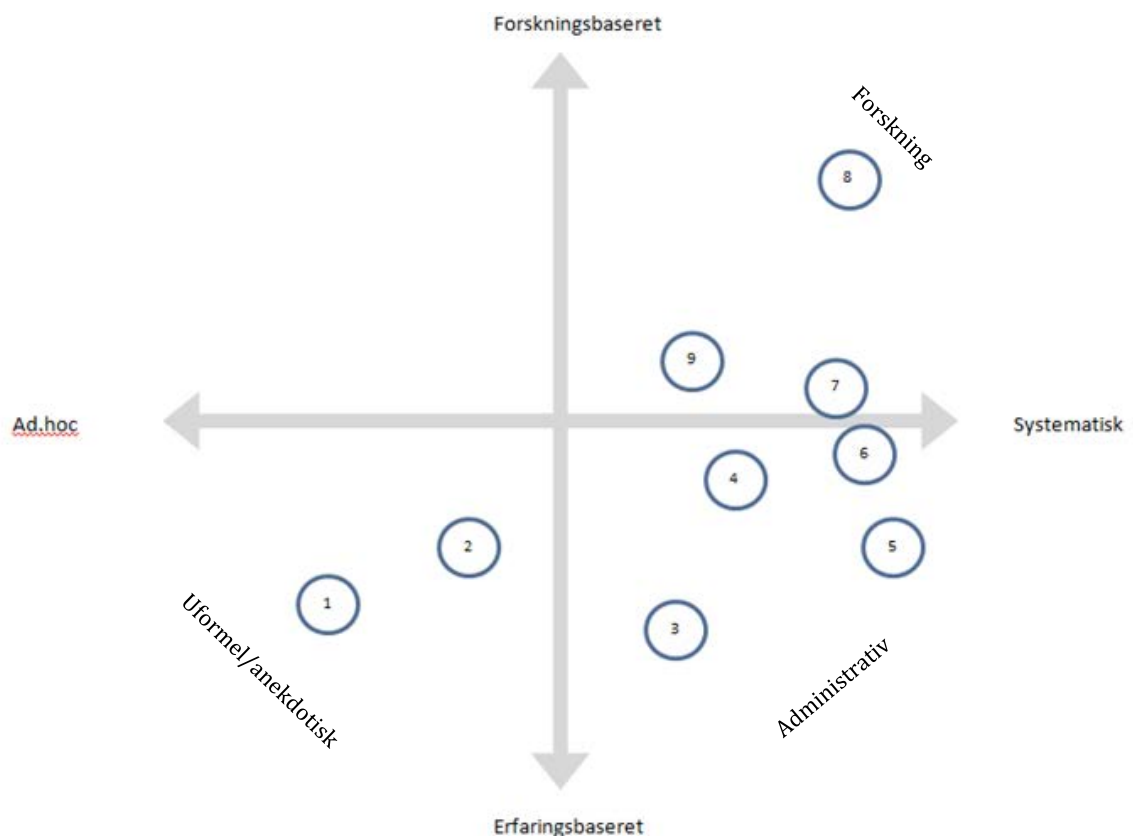 Forskningsbaseret
Forskning
8
9
7
Ad.hoc
Systematisk
6
4
2
5
1
3
Uformel/anekdotisk
Administrativ
Erfaringsbaseret